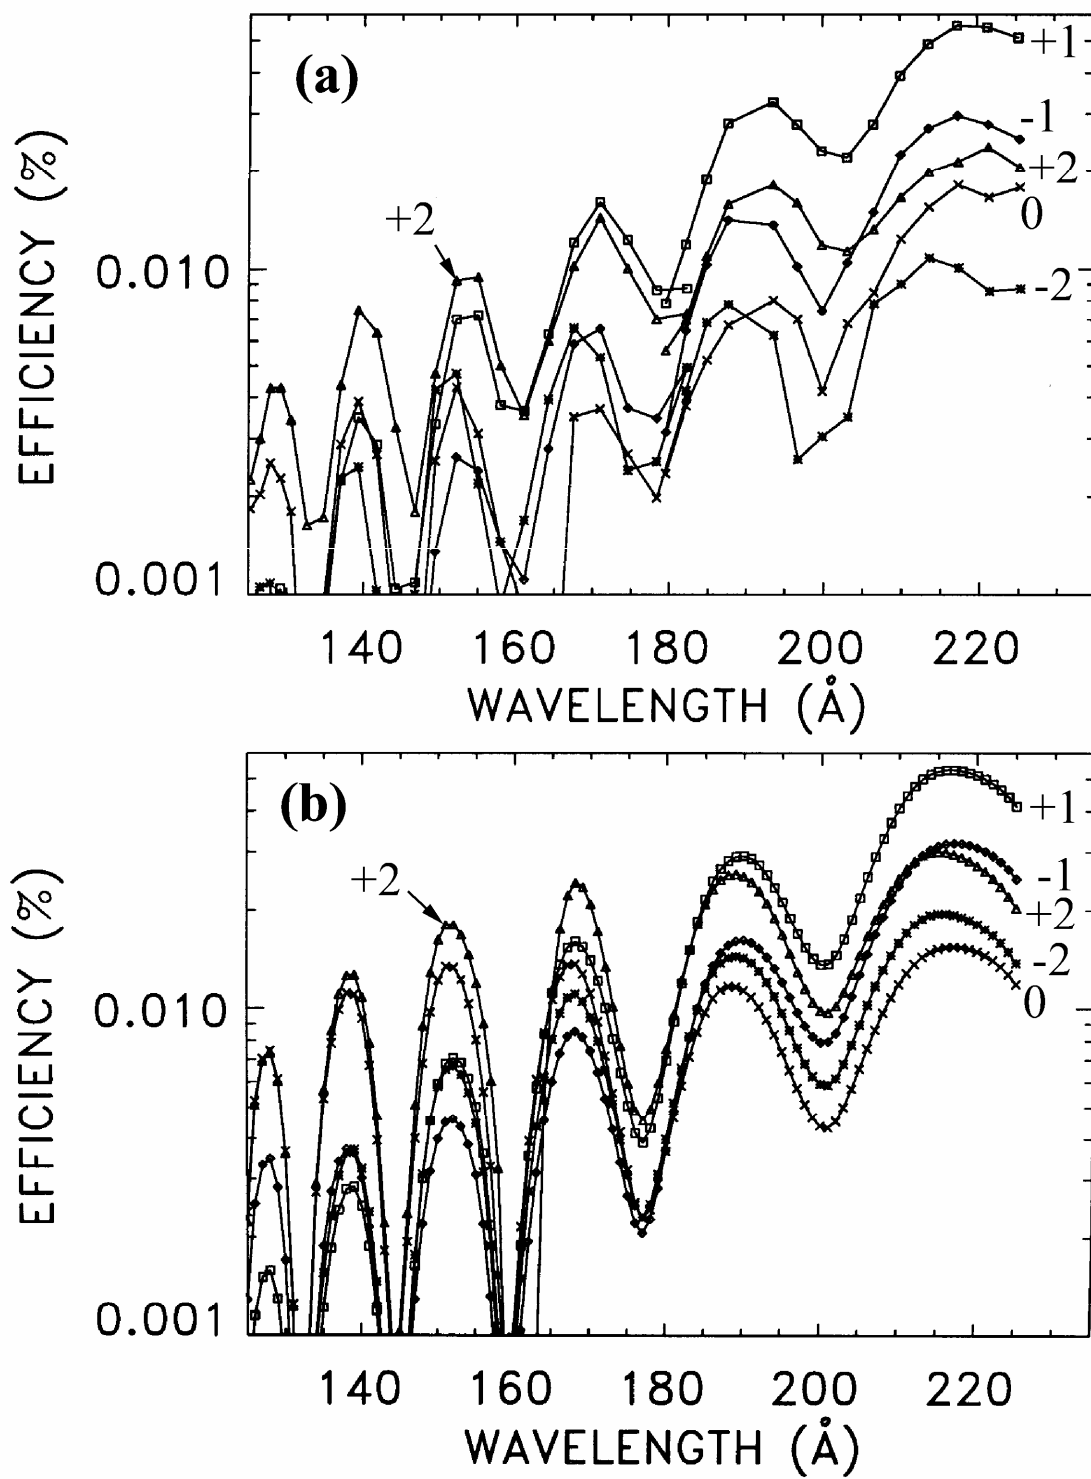 (a)
+1
-1
+2
0
-2
+2
EFFICIENCY (%)
0.010
0.001
140 160 180 200 220
WAVELENGTH (Å)
(b)
+1
-1
+2
-2
0
+2
EFFICIENCY (%)
0.010
0.001
140 160 180 200 220
WAVELENGTH (Å)